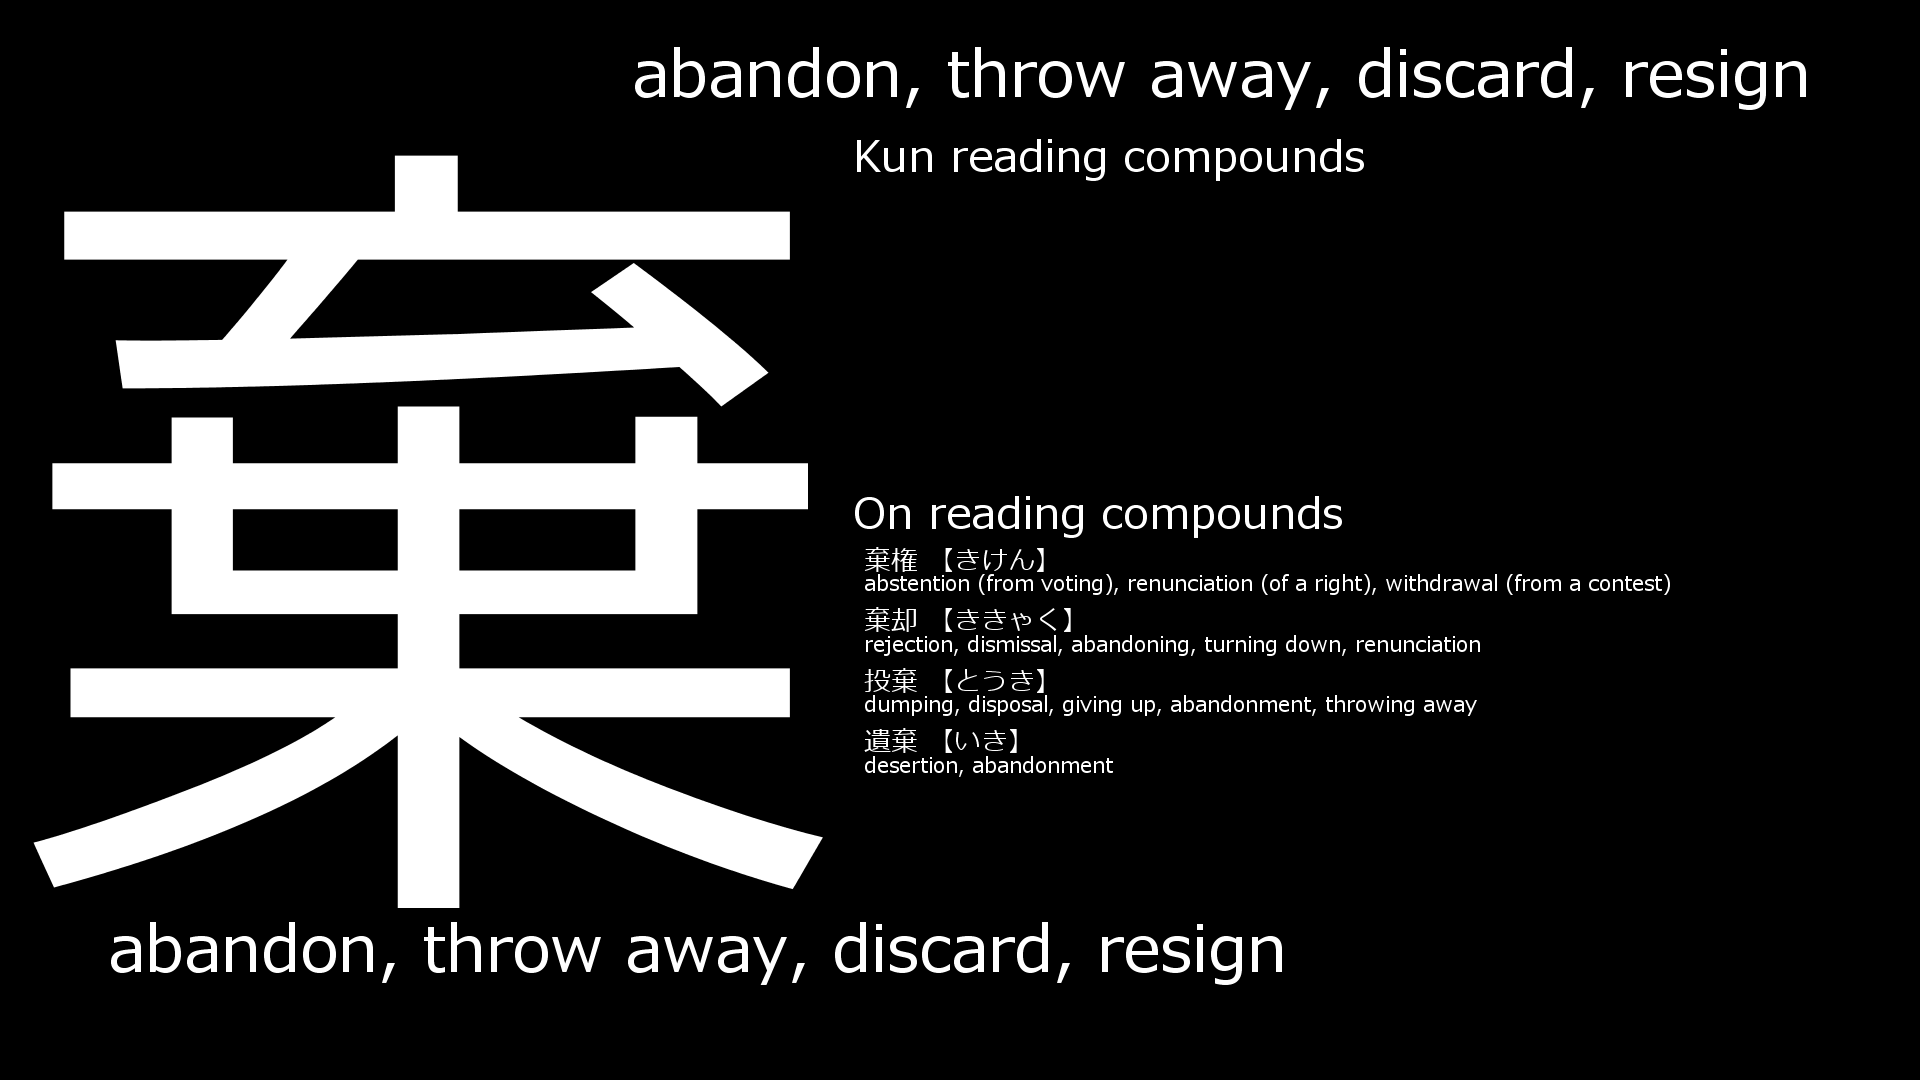 abandon, throw away, discard, resign
棄
Kun reading compounds
On reading compounds
棄権 【きけん】
abstention (from voting), renunciation (of a right), withdrawal (from a contest)
棄却 【ききゃく】
rejection, dismissal, abandoning, turning down, renunciation
投棄 【とうき】
dumping, disposal, giving up, abandonment, throwing away
遺棄 【いき】
desertion, abandonment
abandon, throw away, discard, resign